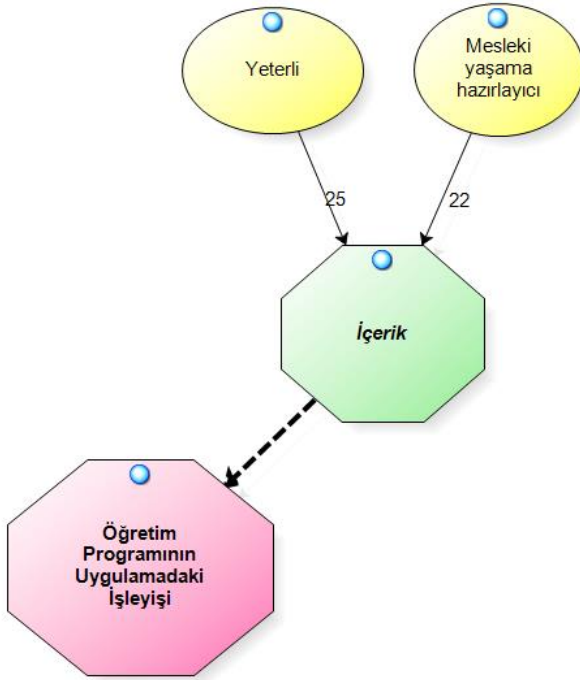 Yeterli
Mesleki
yaşama
hazırlayıcı
25
22
İçerik
Öğretim
Programının
Uygulamadaki
İşleyişi